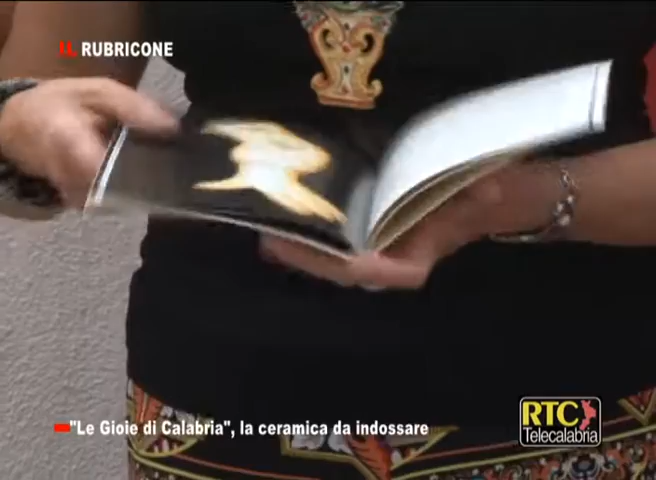 IL RUBRICONE
"Le Gioie di Calabria", la ceramica da indossare
RTC
Telecalabria